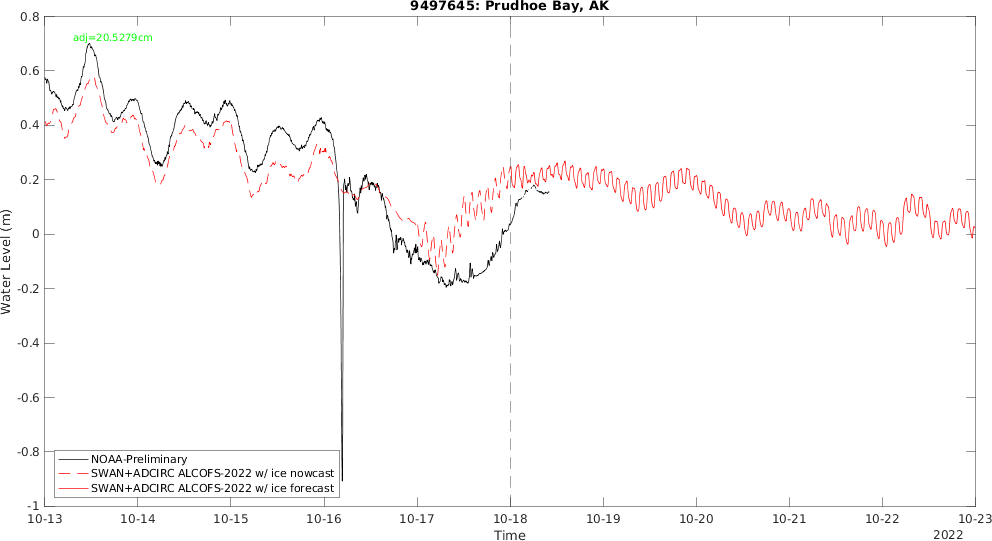 9497645: Prudhoe Bay, AK
adj=20.5279cm
0.8
0.6
0.4
0.2
0
-0.2
-0.4
-0.6
-0.8
-1
Water Level (m)
NOAA-Preliminary
SWAN+ADCIRC ALCOFS-2022 w/ ice nowcast
SWAN+ADCIRC ALCOFS-2022 w/ ice forecast
10-13 10-14 10-15 10-16 10-17 10-18 10-19 10-20 10-21 10-22 10-23
Time
2022